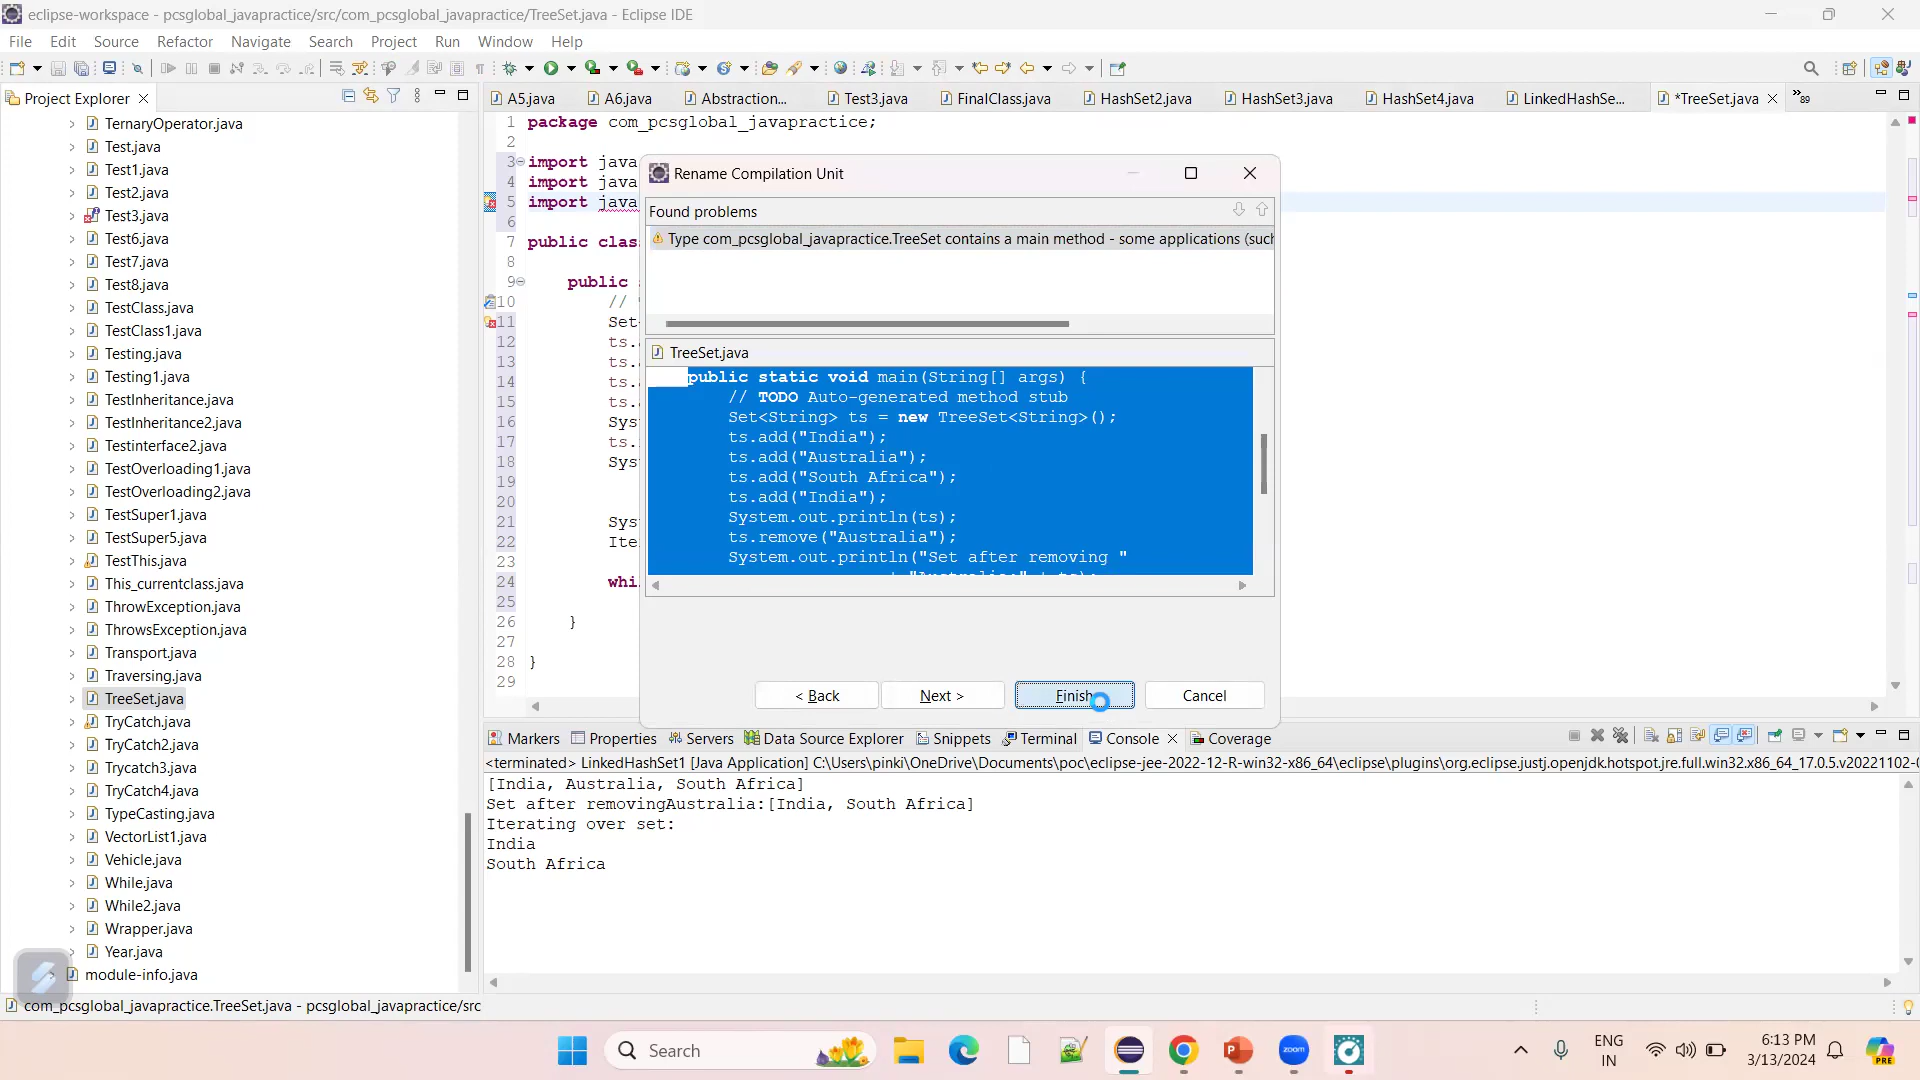 eclipse-workspace - pcsglobal_javapractice/src/com_pcsglobal_javapractice/TreeSet.java - Eclipse IDE
File Edit Source Refactor Navigate Search Project Run Window Help
Project Explorer
A5.java A6.java Abstraction... Test3.java FinalClass.java HashSet2.java HashSet3.java HashSet4.java LinkedHashSe... *TreeSet.java »89
TernaryOperator.java
Test.java
Test1.java
Test2.java
Test3.java
Test6.java
Test7.java
Test8.java
TestClass.java
TestClass1.java
Testing.java
Testing1.java
TestInheritance.java
TestInheritance2.java
Testinterface2.java
TestOverloading1.java
TestOverloading2.java
TestSuper1.java
TestSuper5.java
TestThis.java
This_currentclass.java
ThrowException.java
ThrowsException.java
Transport.java
Traversing.java
TreeSet.java
TryCatch.java
TryCatch2.java
Trycatch3.java
TryCatch4.java
TypeCasting.java
VectorList1.java
Vehicle.java
While.java
While2.java
Wrapper.java
Year.java
module-info.java
1 package com_pcsglobal_javapractice;
2
3 import java
4 import java
5 import java
6
7 public clas
8
9 public
10 //
11 Set
12 ts.
13 ts.
14 ts.
15 ts.
16 Sys
17 ts.
18 Sys
19
20
21 Sys
22 Ite
23
24 whi
25
26 }
27
28 }
29
Rename Compilation Unit
Found problems
Type com_pcsglobal_javapractice.TreeSet contains a main method - some applications (such
TreeSet.java
public static void main(String[] args) {
// TODO Auto-generated method stub
Set<String> ts = new TreeSet<String>();
ts.add("India");
ts.add("Australia");
ts.add("South Africa");
ts.add("India");
System.out.println(ts);
ts.remove("Australia");
System.out.println("Set after removing "
< Back Next > Finish Cancel
Markers Properties Servers Data Source Explorer Snippets Terminal Console Coverage
<terminated> LinkedHashSet1 [Java Application] C:\Users\pinki\OneDrive\Documents\poc\eclipse-jee-2022-12-R-win32-x86_64\eclipse\plugins\org.eclipse.justj.openjdk.hotspot.jre.full.win32.x86_64_17.0.5.v20221102-0
[India, Australia, South Africa]
Set after removingAustralia:[India, South Africa]
Iterating over set:
India
South Africa
com_pcsglobal_javapractice.TreeSet.java - pcsglobal_javapractice/src
Search
zoom
ENG
IN
6:13 PM
3/13/2024
PRE